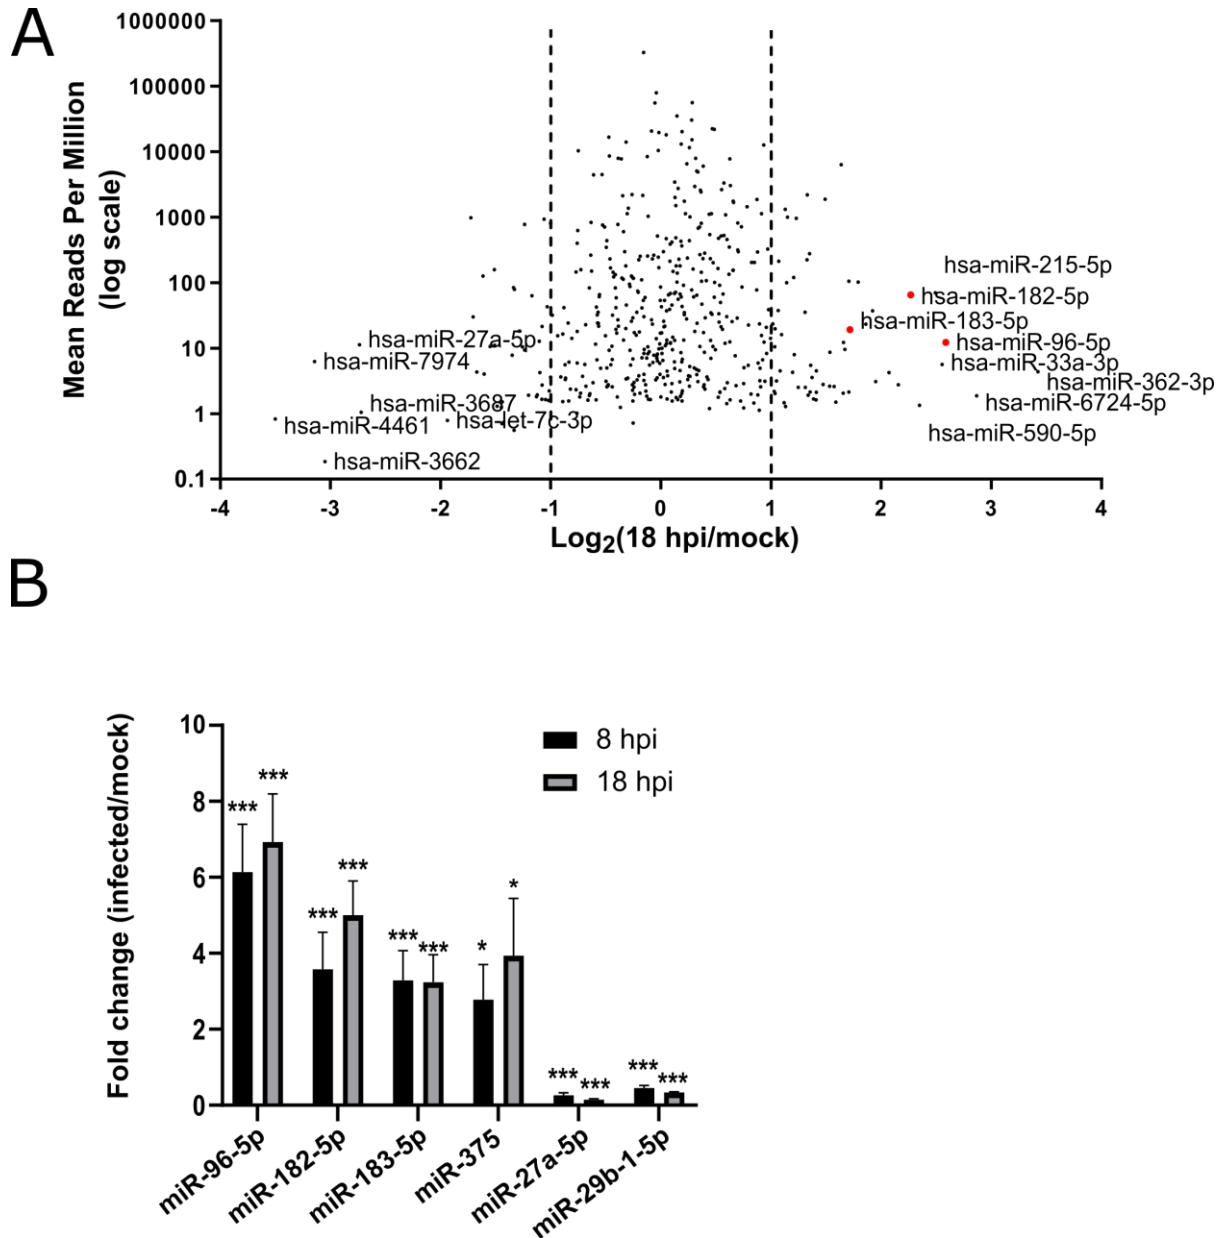 A
Mean Reads Per Million
(log scale)
1000000
100000
10000
1000
100
10
1
0.1
hsa-miR-215-5p
hsa-miR-182-5p
hsa-miR-183-5p
hsa-miR-27a-5p
hsa-miR-96-5p
hsa-miR-7974
hsa-miR-33a-3p
hsa-miR-362-3p
hsa-miR-3687
hsa-miR-6724-5p
hsa-let-7c-3p
hsa-miR-4461
hsa-miR-590-5p
hsa-miR-3662
-4 -3 -2 -1 0 1 2 3 4
Log2(18 hpi/mock)
B
Fold change (infected/mock)
10
8
6
4
2
0
8 hpi
18 hpi
*** ***
*** ***
*** ***
* *
*** ***
*** ***
miR-96-5p
miR-182-5p
miR-183-5p
miR-375
miR-27a-5p
miR-29b-1-5p